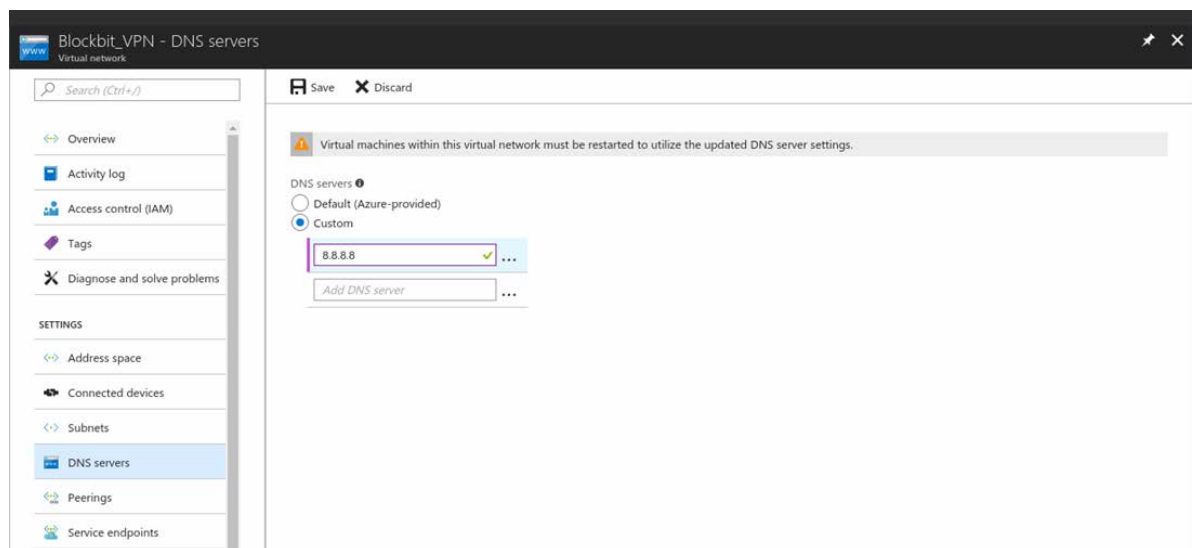 Blockbit_VPN - DNS servers
Virtual network
www
Search (Ctrl+/)
Overview
Activity log
Access control (IAM)
Tags
Diagnose and solve problems
SETTINGS
Address space
Connected devices
Subnets
DNS servers
Peerings
Service endpoints
Save Discard
Virtual machines within this virtual network must be restarted to utilize the updated DNS server settings.
DNS servers
Default (Azure-provided)
Custom
8.8.8.8
...
Add DNS server
...